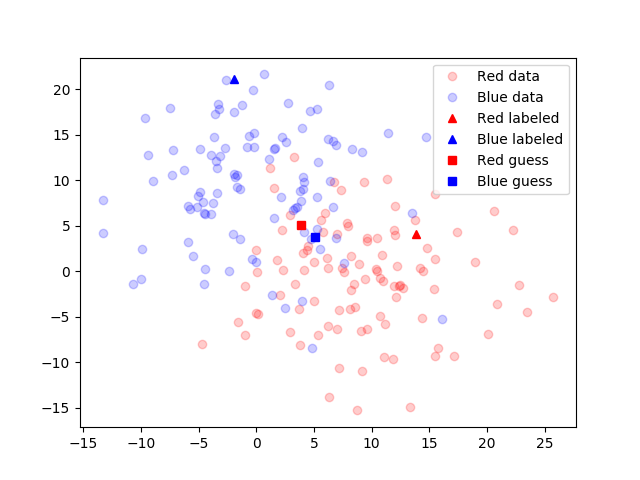 Red data
Blue data
Red labeled
Blue labeled
Red guess
Blue guess
20
15
10
5
0
−5
−10
−15
−15
−10
−5
0
5
10
15
20
25